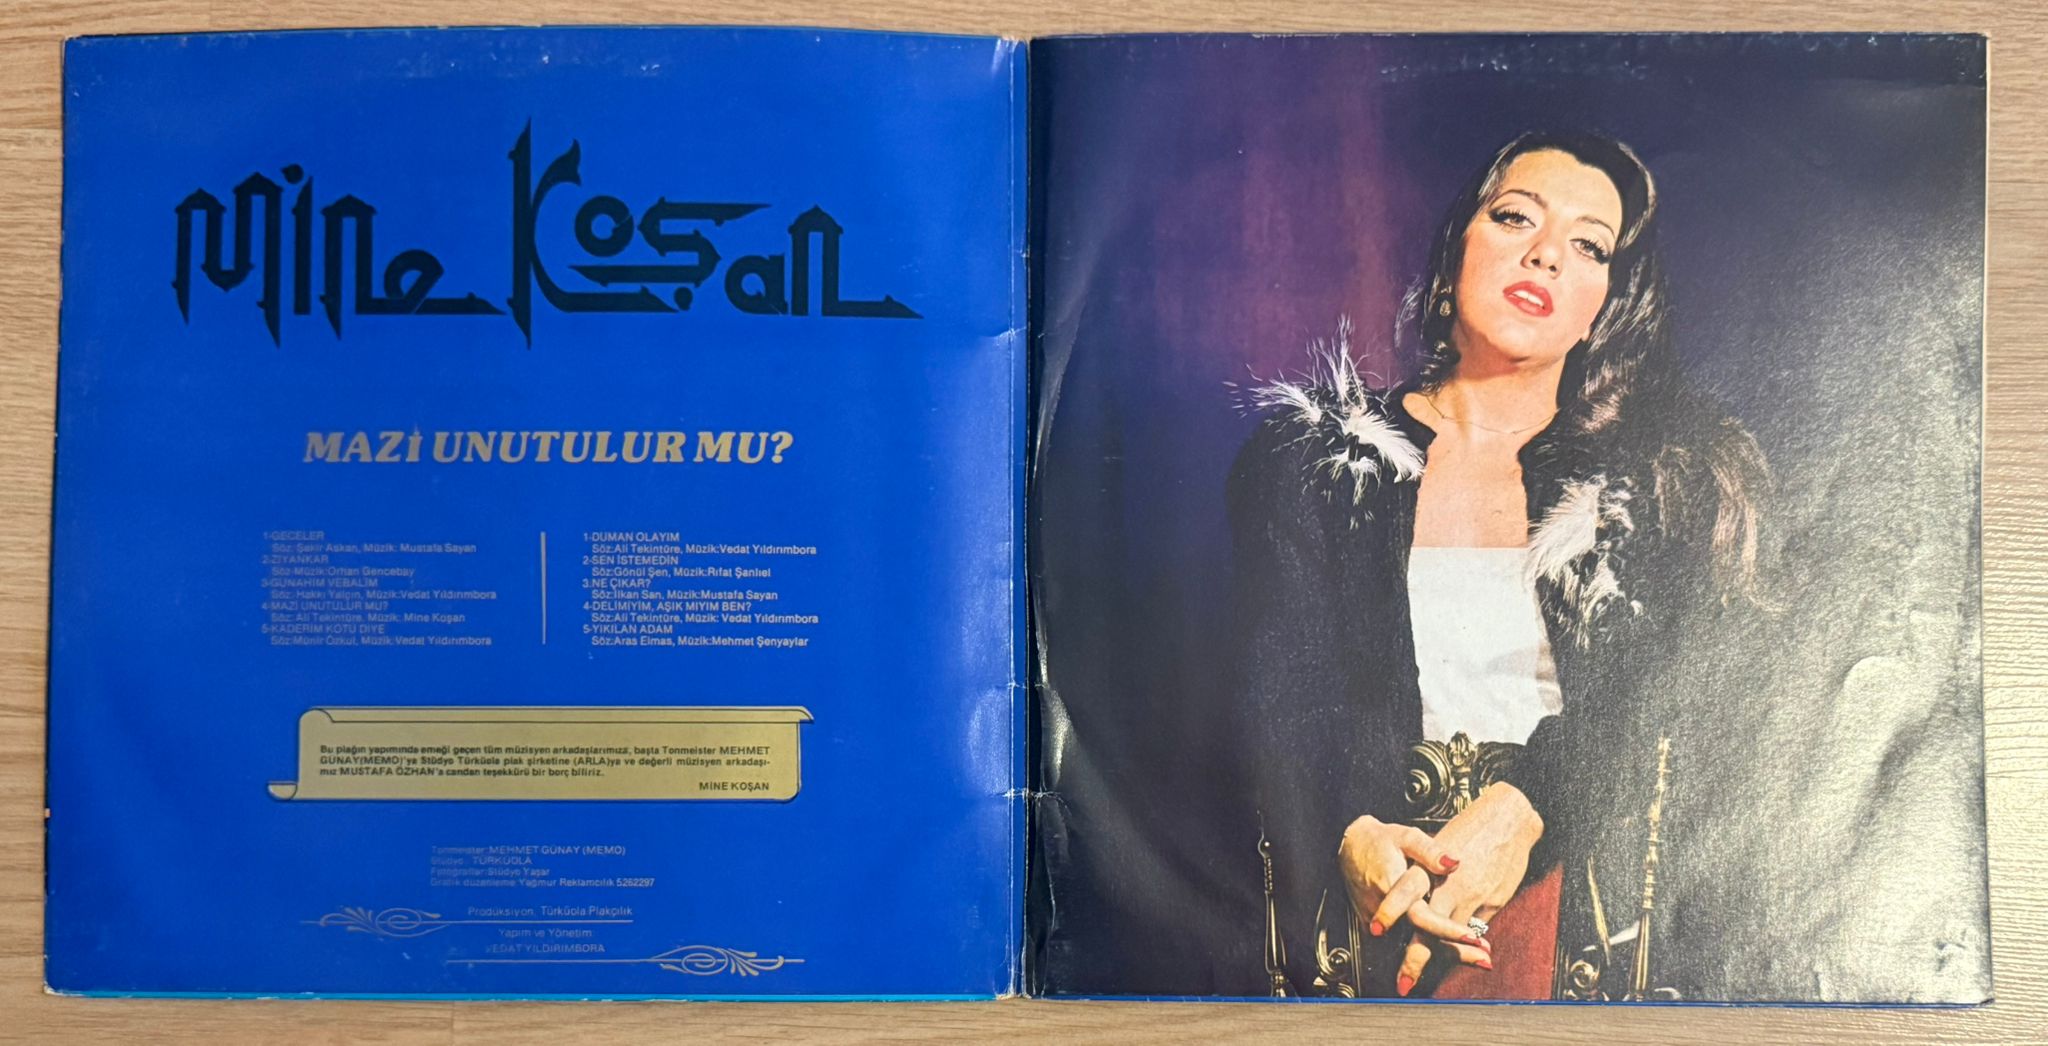 Mine Koşan
MAZİ UNUTULUR MU?
1-GECELER
Söz: Şakir Askan, Müzik: Mustafa Sayan
2-ZİYANKAR
Söz-Müzik:Orhan Gencebay
3-GÜNAHIM VEBALİM
Söz: Hakkı Yalçın, Müzik:Vedat Yıldırımbora
4-MAZİ UNUTULUR MU?
Söz: Ali Tekintüre, Müzik: Mine Koşan
5-KADERİM KÖTÜ DİYE
Söz:Münir Özkul, Müzik:Vedat Yıldırımbora
1-DUMAN OLAYIM
Söz:Ali Tekintüre, Müzik:Vedat Yıldırımbora
2-SEN İSTEMEDİN
Söz:Gönül Şen, Müzik:Rıfat Şanlıel
3.NE ÇIKAR?
Söz:İlkan San, Müzik:Mustafa Sayan
4-DELİMİYİM, AŞIK MIYIM BEN?
Söz:Ali Tekintüre, Müzik: Vedat Yıldırımbora
5-YIKILAN ADAM
Söz:Aras Elmas, Müzik:Mehmet Şenyaylar
Bu plağın yapımında emeği geçen tüm müzisyen arkadaşlarımıza, başta Tonmeister MEHMET
GÜNAY(MEMO)'ya Stüdyo Türküola plak şirketine (ARLA)ya ve değerli müzisyen arkadaşı-
mız MUSTAFA ÖZHAN'a candan teşekkürü bir borç biliriz.
MİNE KOŞAN
Tonmeister:MEHMET GÜNAY (MEMO)
Stüdyo: TÜRKÜOLA
Fotoğraflar:Stüdyo Yaşar
Grafik düzenleme Yağmur Reklamcılık 5262297
Prodüksiyon, Türküola Plakçılık
Yapım ve Yönetim:
VEDAT YILDIRIMBORA